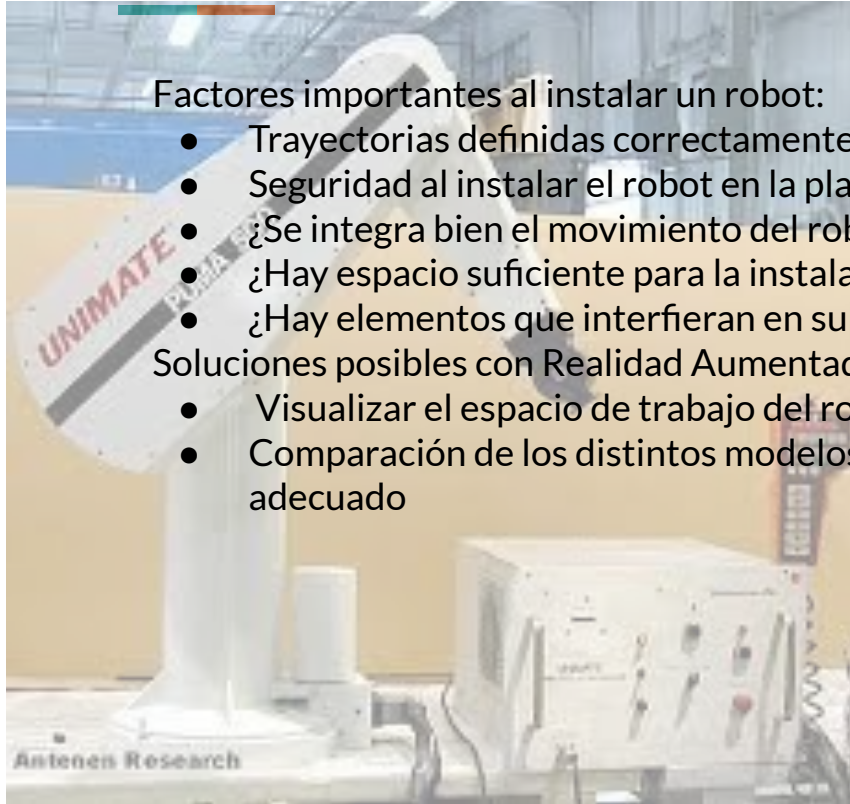 Factores importantes al instalar un robot:
● Trayectorias definidas correctamente
● Seguridad al instalar el robot en la pla
● ¿Se integra bien el movimiento del rob
● ¿Hay espacio suficiente para la instala
● ¿Hay elementos que interfieran en su
Soluciones posibles con Realidad Aumentad
● Visualizar el espacio de trabajo del ro
● Comparación de los distintos modelos
adecuado
UNIMATE
PUMA
Antenen Research